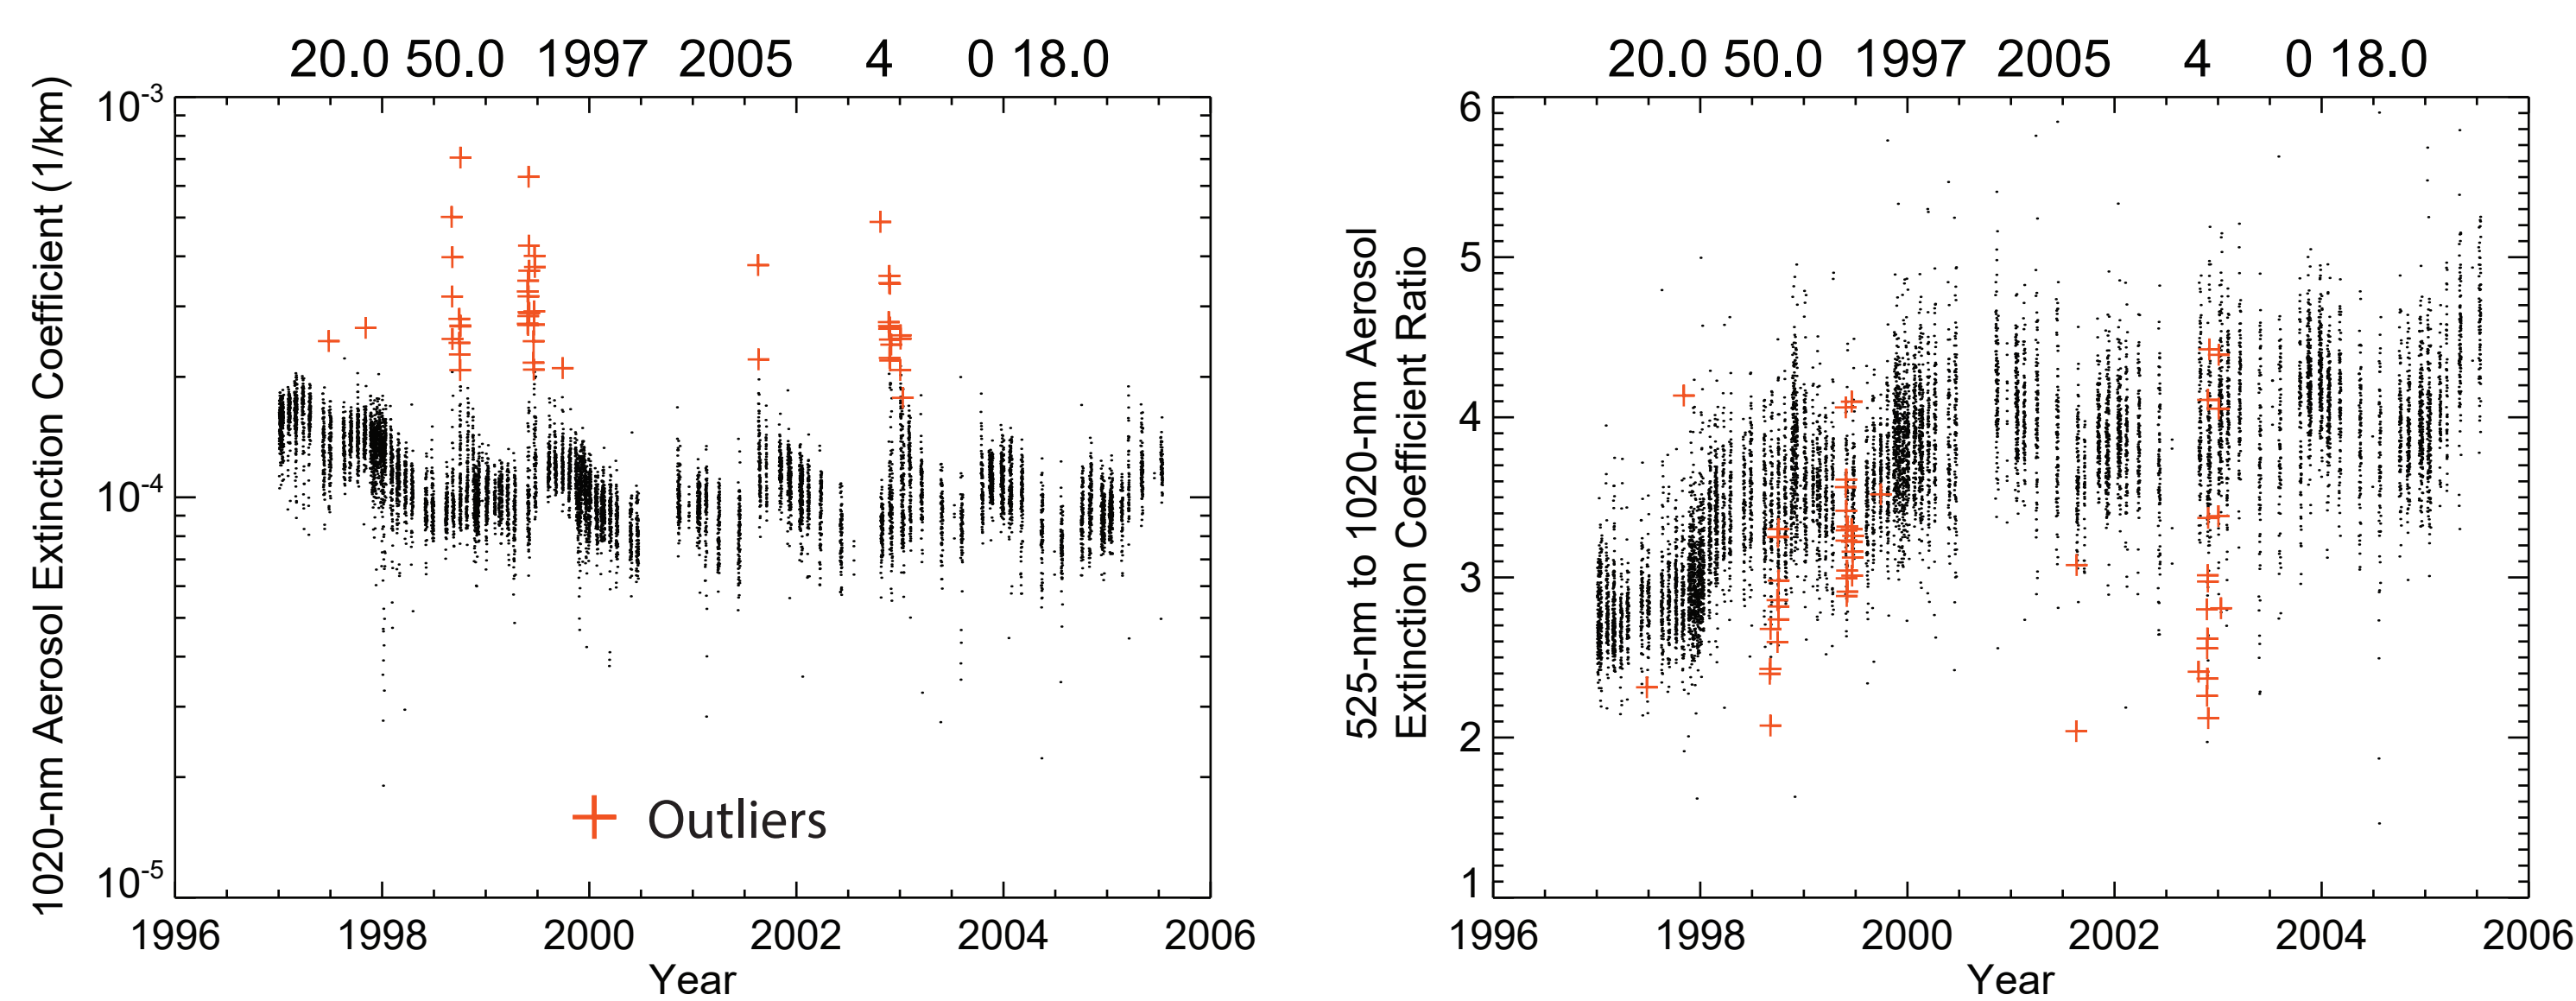 20.0 50.0 1997 2005 4 0 18.0
1020-nm Aerosol Extinction Coefficient (1/km)
10-3
10-4
10-5
Outliers
1996 1998 2000 2002 2004 2006
Year
20.0 50.0 1997 2005 4 0 18.0
525-nm to 1020-nm Aerosol
Extinction Coefficient Ratio
6
5
4
3
2
1
1996 1998 2000 2002 2004 2006
Year